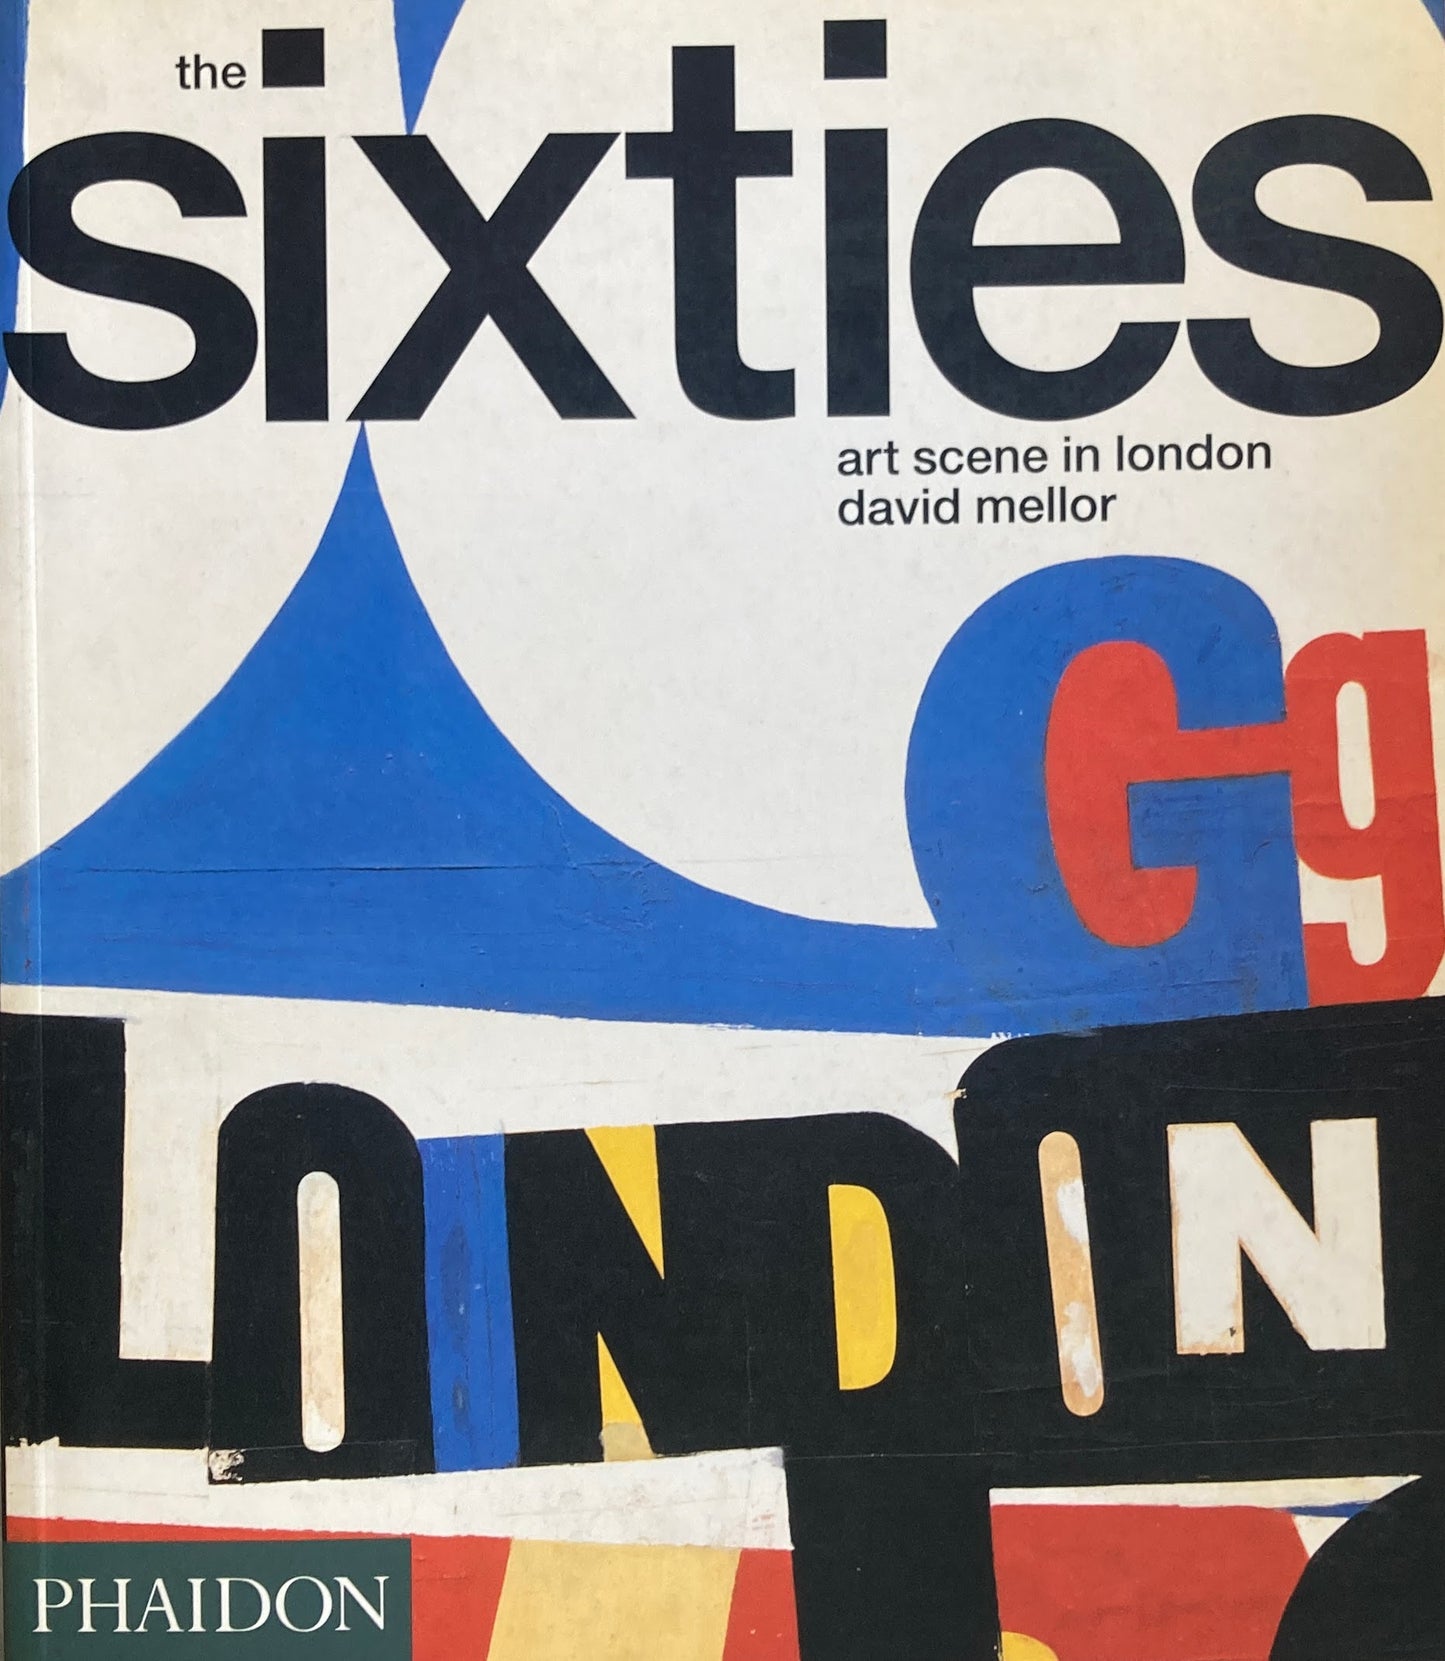 the
sixties
art scene in london
david mellor
Gg
LONDON
PHAIDON